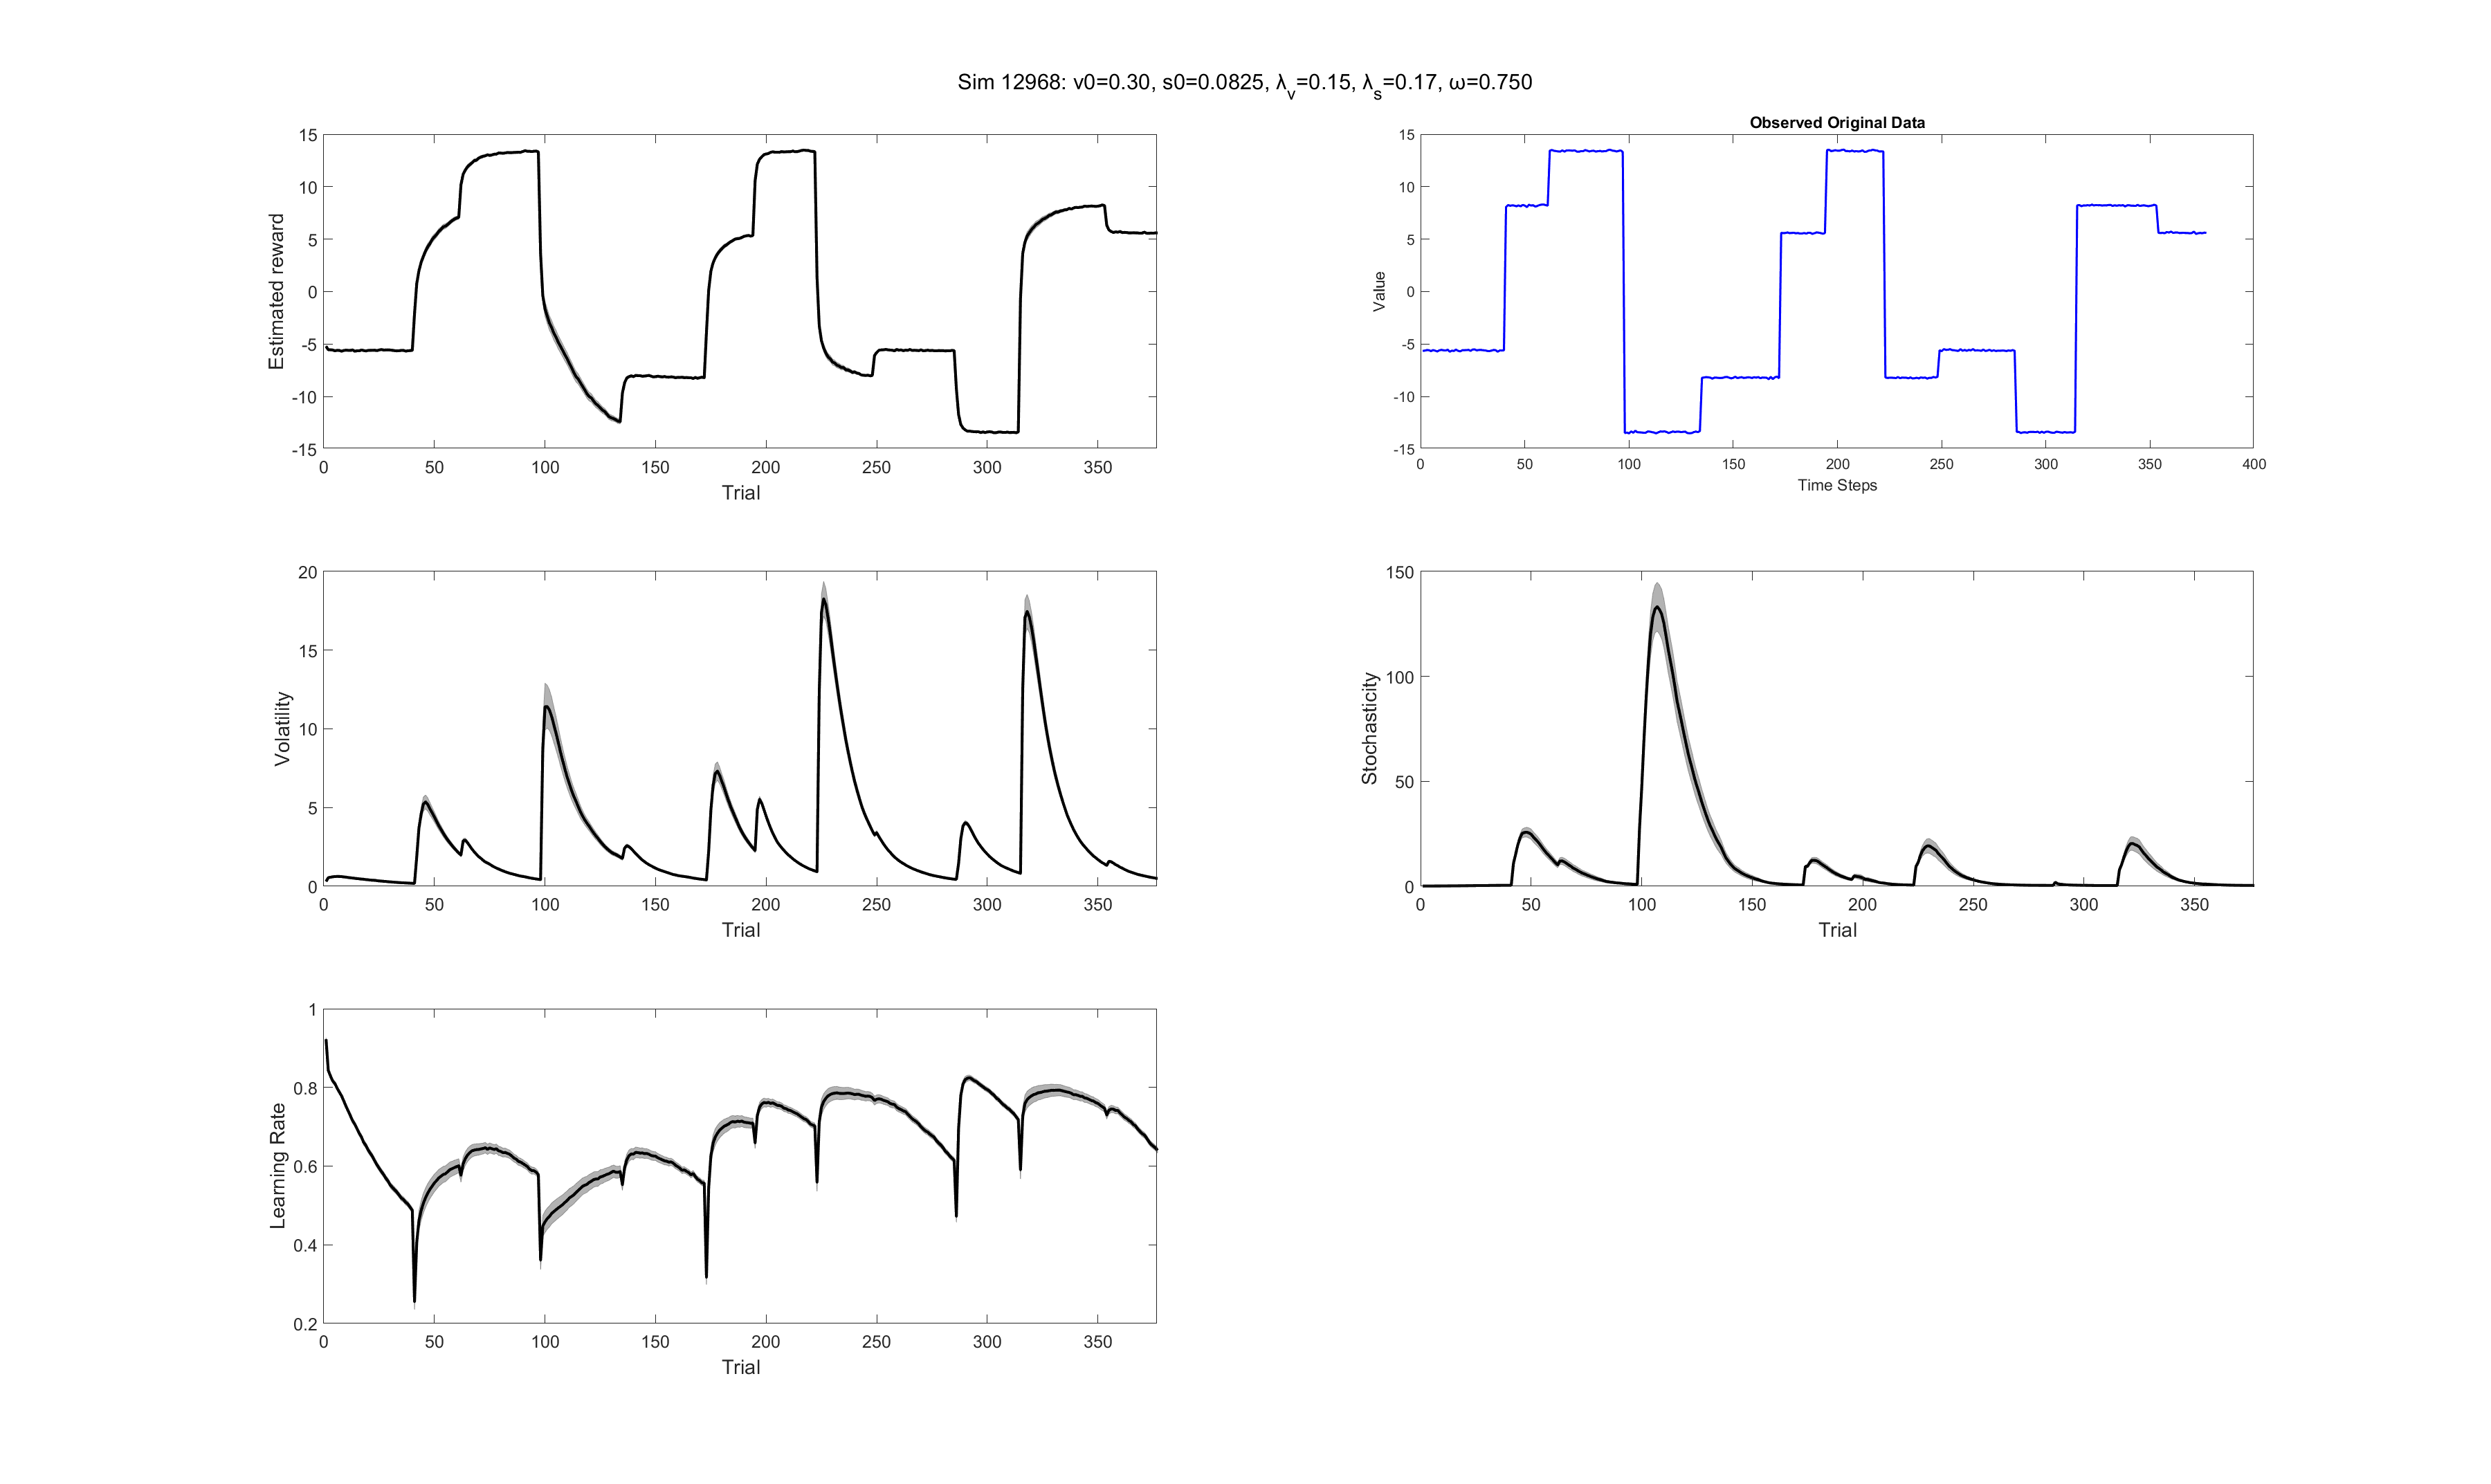 Sim 12968: v0=0.30, s0=0.0825, λv=0.15, λs=0.17, ω=0.750
15
10
5
0
-5
-10
-15
Estimated reward
0 50 100 150 200 250 300 350
Trial
Observed Original Data
15
10
5
0
-5
-10
-15
Value
0 50 100 150 200 250 300 350 400
Time Steps
20
15
10
5
0
Volatility
0 50 100 150 200 250 300 350
Trial
150
100
50
0
Stochasticity
0 50 100 150 200 250 300 350
Trial
1
0.8
0.6
0.4
0.2
Learning Rate
0 50 100 150 200 250 300 350
Trial